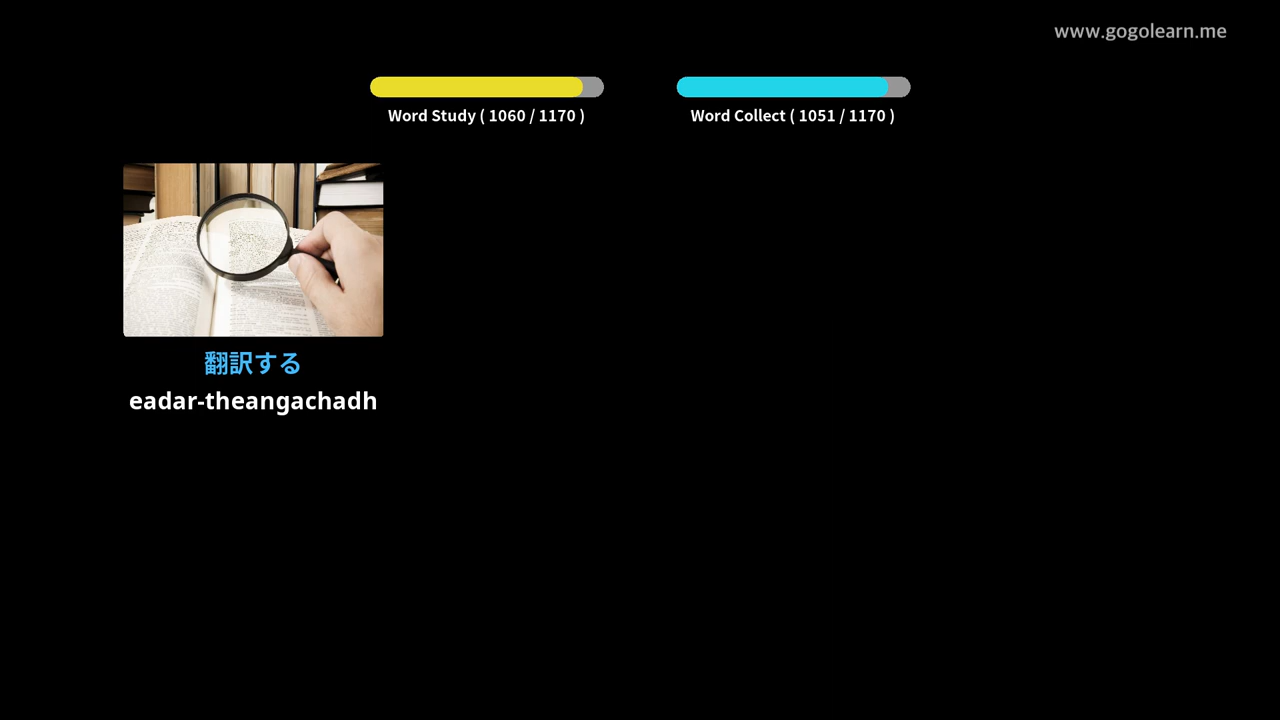 www.gogolearn.me
Word Study ( 1060 / 1170 )
Word Collect ( 1051 / 1170 )
翻訳する
eadar-theangachadh